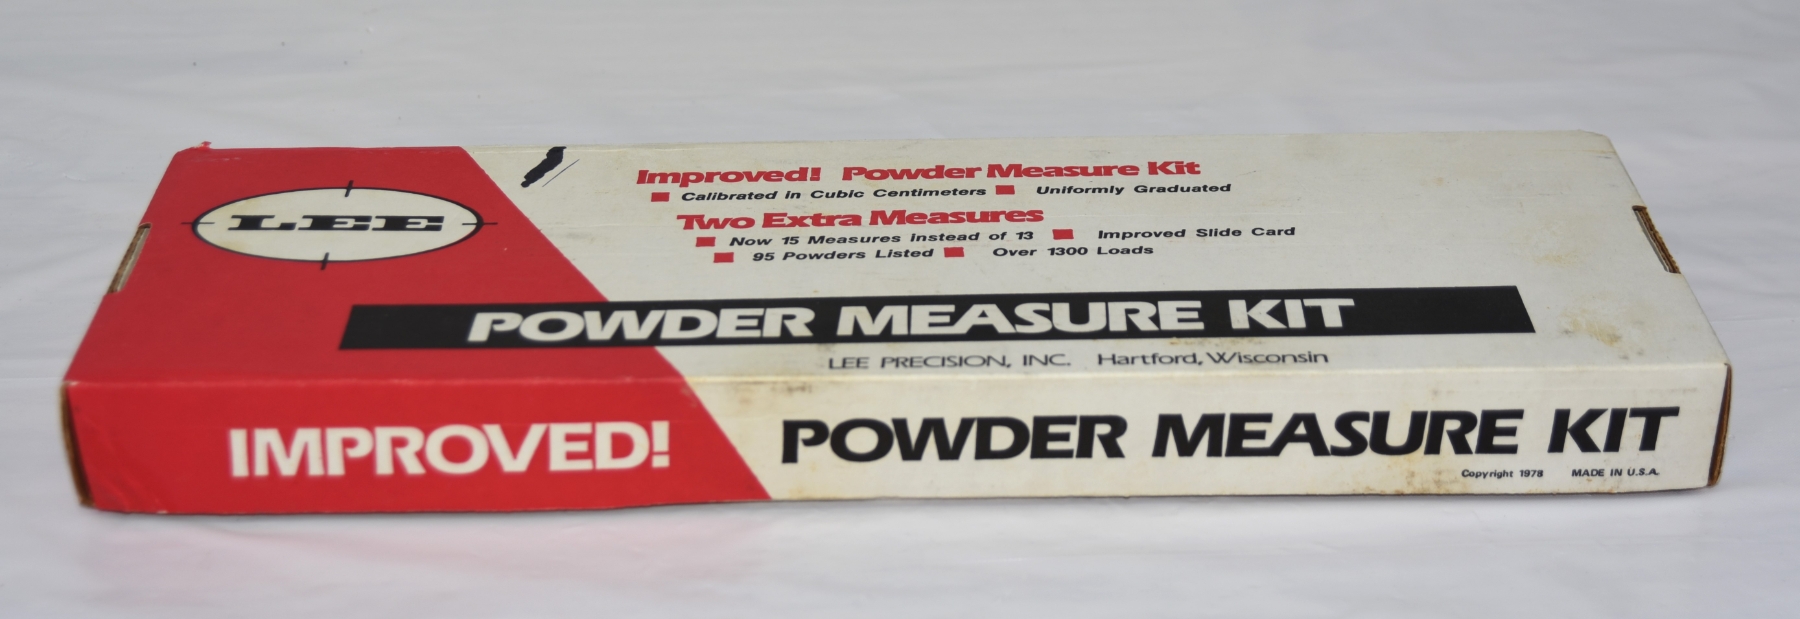 LEE
Improved! Powder Measure Kit
Calibrated in Cubic Centimeters Uniformly Graduated
Two Extra Measures
Now 15 Measures instead of 13 Improved Slide Card
95 Powders Listed Over 1300 Loads
POWDER MEASURE KIT
LEE PRECISION, INC. Hartford, Wisconsin
IMPROVED! POWDER MEASURE KIT
Copyright 1978 MADE IN U.S.A.